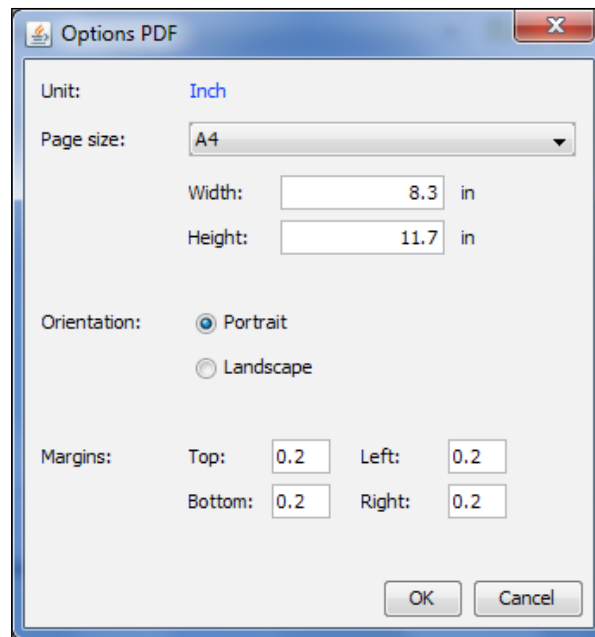 Options PDF
Unit: Inch
Page size: A4
Width: 8.3 in
Height: 11.7 in
Orientation: Portrait
Landscape
Margins: Top: 0.2 Left: 0.2
Bottom: 0.2 Right: 0.2
OK Cancel